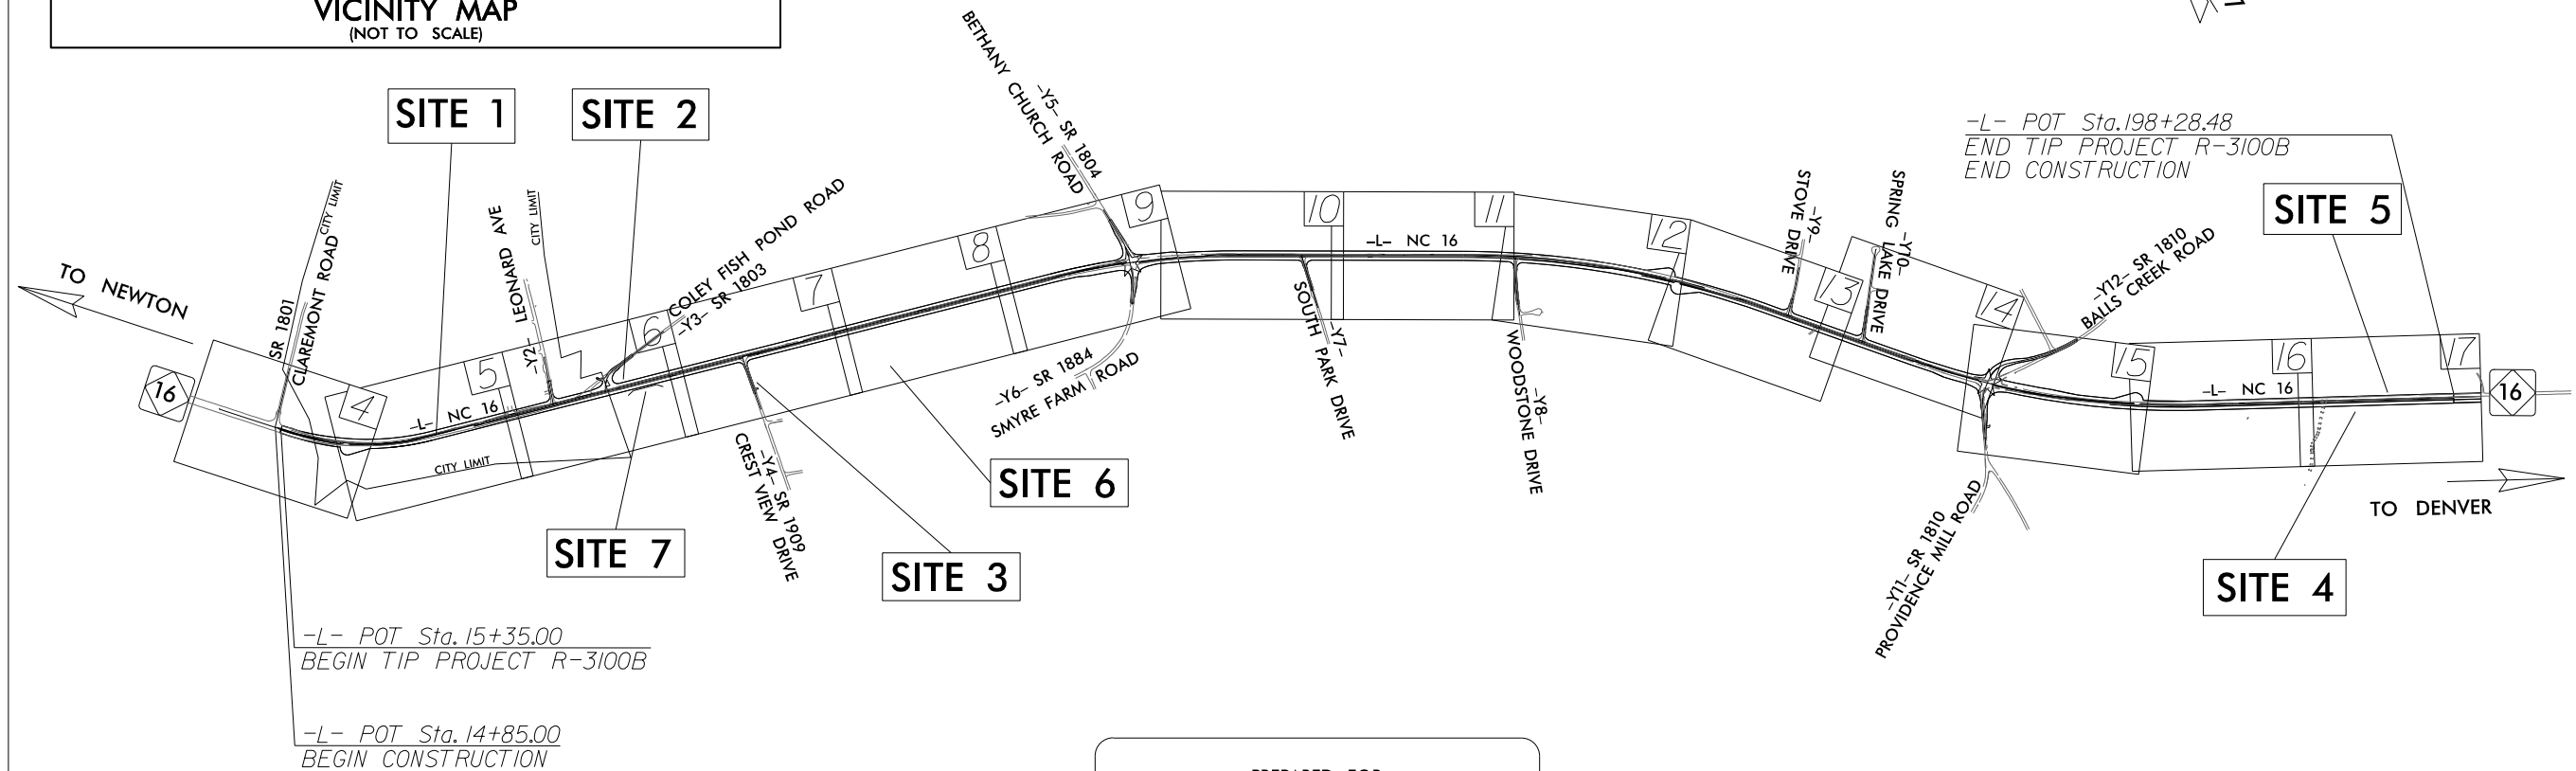 VICINITY MAP
(NOT TO SCALE)
SITE 1
SITE 2
BETHANY CHURCH ROAD
-Y5- SR 1804
-L- POT Sta. 198+28.48
END TIP PROJECT R-3100B
END CONSTRUCTION
SITE 5
TO NEWTON
16
SR 1801
CLAREMONT ROAD
CITY LIMIT
-Y2- LEONARD AVE
CITY LIMIT
COLEY FISH POND ROAD
-Y3- SR 1803
4
5
6
7
8
9
10
11
12
13
14
15
16
17
-L- NC 16
-L- NC 16
-L- NC 16
CITY LIMIT
STOVE DRIVE
-Y9-
SPRING LAKE DRIVE
-Y10-
-Y12- SR 1810
BALLS CREEK ROAD
16
TO DENVER
-Y6- SR 1884
SMYRE FARM ROAD
SOUTH PARK DRIVE
-Y7-
WOODSTONE DRIVE
-Y8-
-Y4- SR 1909
CREST VIEW DRIVE
-Y11- SR 1810
PROVIDENCE MILL ROAD
SITE 6
SITE 7
SITE 3
SITE 4
-L- POT Sta. 15+35.00
BEGIN TIP PROJECT R-3100B
-L- POT Sta. 14+85.00
BEGIN CONSTRUCTION
PREPARED FOR